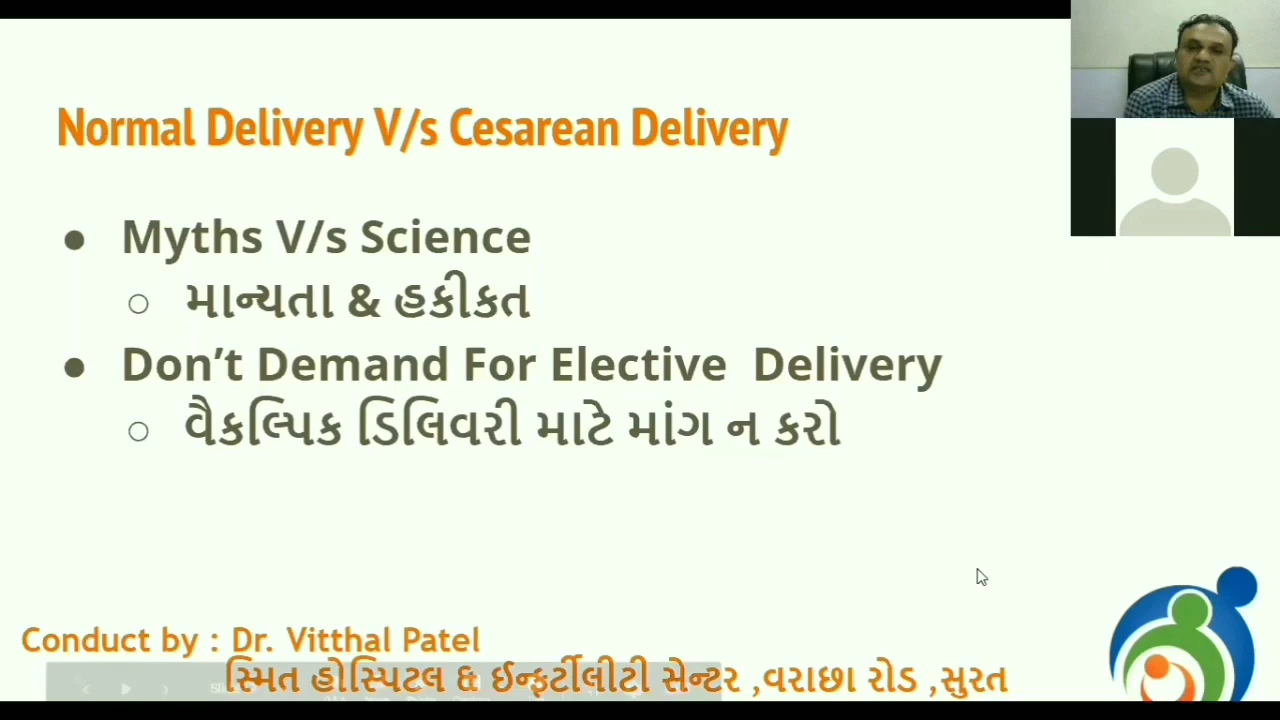 Normal Delivery V/s Cesarean Delivery
● Myths V/s Science
○ માન્યતા & હકીકત
● Don’t Demand For Elective Delivery
○ વૈકલ્પિક ડિલિવરી માટે માંગ ન કરો
Conduct by : Dr. Vitthal Patel
સ્મિત હોસ્પિટલ & ઈન્ફર્ટીલીટી સેન્ટર ,વરાછા રોડ ,સુરત